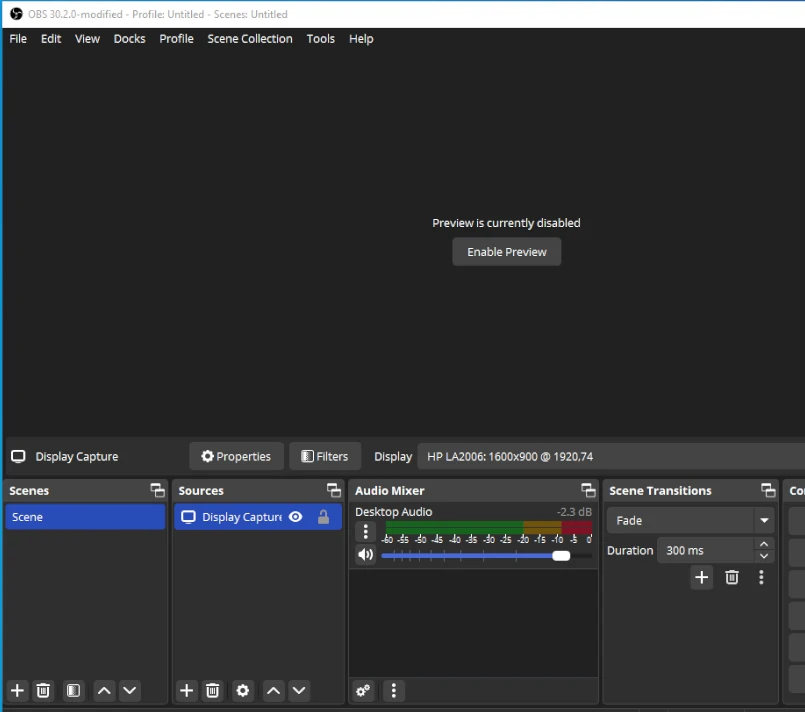 OBS 30.2.0-modified - Profile: Untitled - Scenes: Untitled
File Edit View Docks Profile Scene Collection Tools Help
Preview is currently disabled
Enable Preview
Display Capture Properties Filters Display HP LA2006: 1600x900 @ 1920,74
Scenes Sources Audio Mixer Scene Transitions Co
Scene Display Capture Desktop Audio -2.3 dB Fade
-60 -55 -50 -45 -40 -35 -30 -25 -20 -15 -10 -5 0
Duration 300 ms